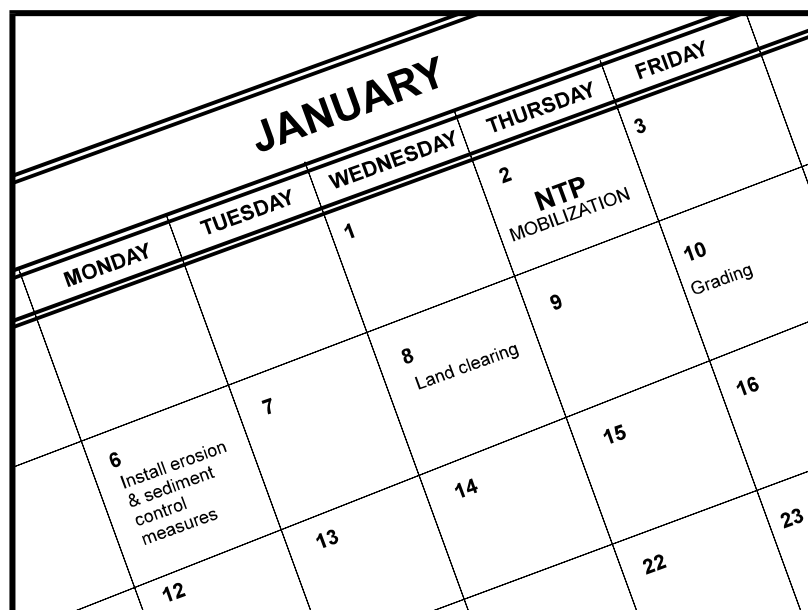 JANUARY
MONDAY
TUESDAY
WEDNESDAY
THURSDAY
FRIDAY
1
2
NTP
MOBILIZATION
3
6
Install erosion
& sediment
control
measures
7
8
Land clearing
9
10
Grading
12
13
14
15
16
22
23